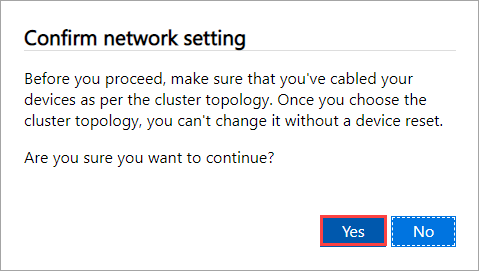 Confirm network setting
Before you proceed, make sure that you've cabled your
devices as per the cluster topology. Once you choose the
cluster topology, you can't change it without a device reset.
Are you sure you want to continue?
Yes
No